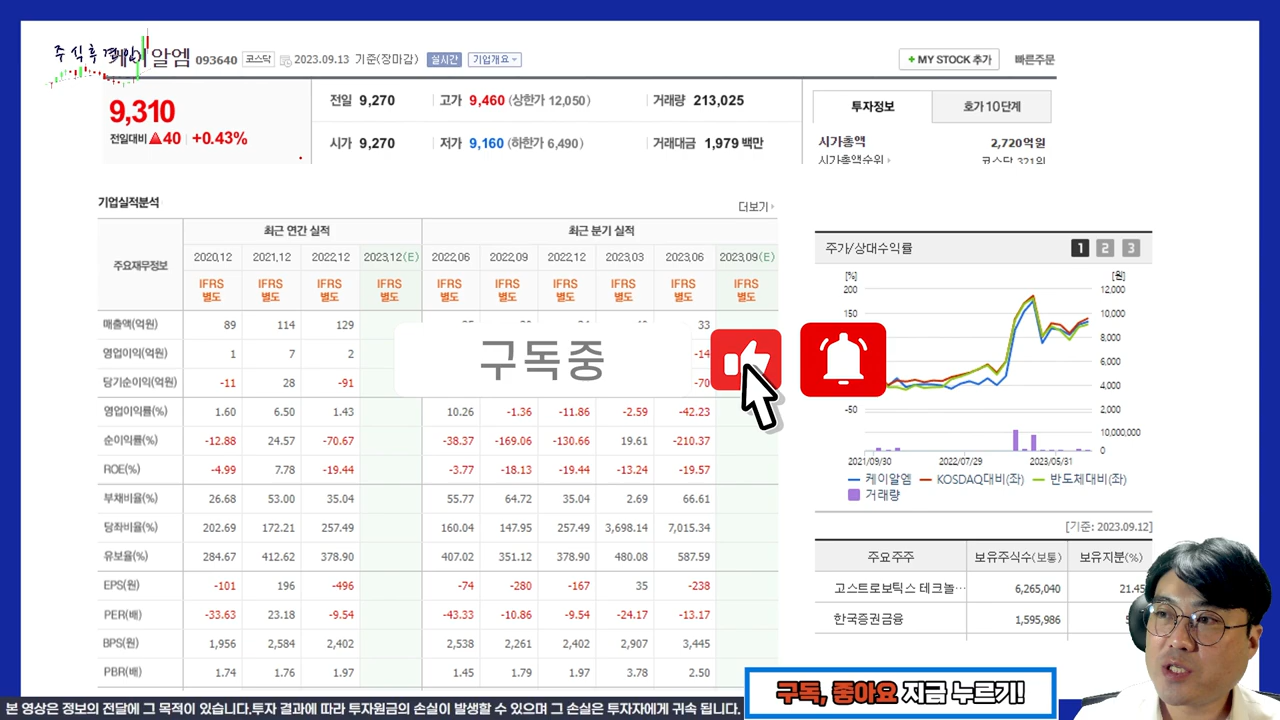 주식후경인
케이알엠 093640 코스닥 2023.09.13 기준(장마감) 실시간 기업개요
+ MY STOCK 추가 빠른주문
9,310
전일대비 ▲40 +0.43%
전일 9,270 고가 9,460 (상한가 12,050) 거래량 213,025
시가 9,270 저가 9,160 (하한가 6,490) 거래대금 1,979 백만
투자정보 호가 10단계
시가총액 2,720억원
시가총액순위 코스닥 321위
기업실적분석 더보기
주요재무정보 최근 연간 실적 최근 분기 실적
2020.12 2021.12 2022.12 2023.12(E) 2022.06 2022.09 2022.12 2023.03 2023.06 2023.09(E)
IFRS IFRS IFRS IFRS IFRS IFRS IFRS IFRS IFRS IFRS
별도 별도 별도 별도 별도 별도 별도 별도 별도 별도
매출액(억원) 89 114 129 33
영업이익(억원) 1 7 2 -14
당기순이익(억원) -11 28 -91 -70
영업이익률(%) 1.60 6.50 1.43 10.26 -1.36 -11.86 -2.59 -42.23
순이익률(%) -12.88 24.57 -70.67 -38.37 -169.06 -130.66 19.61 -210.37
ROE(%) -4.99 7.78 -19.44 -3.77 -18.13 -19.44 -13.24 -19.57
부채비율(%) 26.68 53.00 35.04 55.77 64.72 35.04 2.69 66.61
당좌비율(%) 202.69 172.21 257.49 160.04 147.95 257.49 3,698.14 7,015.34
유보율(%) 284.67 412.62 378.90 407.02 351.12 378.90 480.08 587.59
EPS(원) -101 196 -496 -74 -280 -167 35 -238
PER(배) -33.63 23.18 -9.54 -43.33 -10.86 -9.54 -24.17 -13.17
BPS(원) 1,956 2,584 2,402 2,538 2,261 2,402 2,907 3,445
PBR(배) 1.74 1.76 1.97 1.45 1.79 1.97 3.78 2.50
구독중
주가/상대수익률 1 2 3
[%] [원]
200 12,000
150 10,000
8,000
6,000
4,000
-50 2,000
10,000,000
0
2021/09/30 2022/07/29 2023/05/31
케이알엠 KOSDAQ대비(좌) 반도체대비(좌)
거래량
[기준: 2023.09.12]
주요주주 보유주식수(보통) 보유지분(%)
고스트로보틱스 테크놀··· 6,265,040 21.45
한국증권금융 1,595,986
구독, 좋아요 지금 누르기!
본 영상은 정보의 전달에 그 목적이 있습니다.투자 결과에 따라 투자원금의 손실이 발생할 수 있으며 그 손실은 투자자에게 귀속 됩니다.